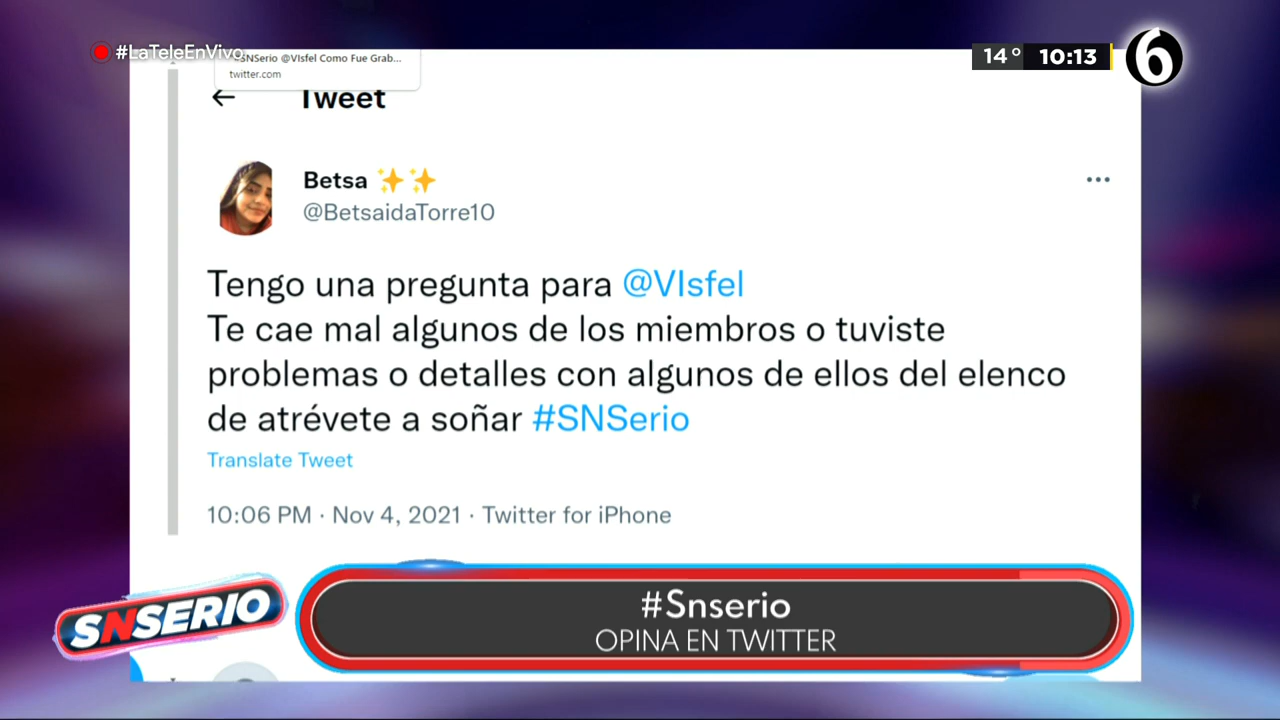 #LaTeleEnVivo
14° 10:13 6
#SNSerio @VIsfel Como Fue Grab...
twitter.com
Tweet
Betsa ✨✨
@BetsaidaTorre10
Tengo una pregunta para @VIsfel
Te cae mal algunos de los miembros o tuviste
problemas o detalles con algunos de ellos del elenco
de atrévete a soñar #SNSerio
Translate Tweet
10:06 PM · Nov 4, 2021 · Twitter for iPhone
SNSERIO
#Snserio
OPINA EN TWITTER